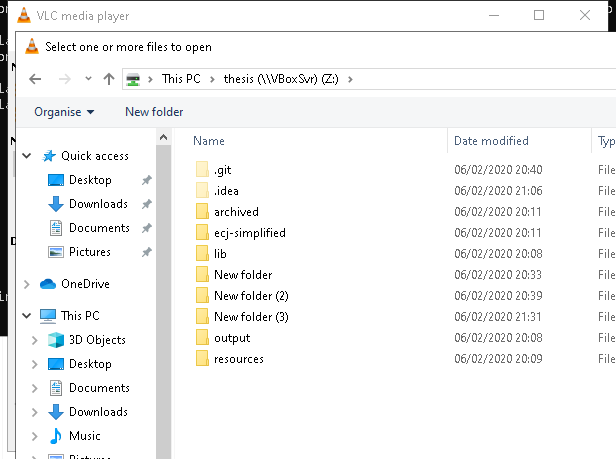 VLC media player
Select one or more files to open
This PC > thesis (\\VBoxSvr) (Z:) >
Organise New folder
Name Date modified Typ
Quick access
Desktop
Downloads
Documents
Pictures
OneDrive
This PC
3D Objects
Desktop
Documents
Downloads
Music
.git 06/02/2020 20:40 File
.idea 06/02/2020 21:06 File
archived 06/02/2020 20:11 File
ecj-simplified 06/02/2020 20:11 File
lib 06/02/2020 20:08 File
New folder 06/02/2020 20:33 File
New folder (2) 06/02/2020 20:39 File
New folder (3) 06/02/2020 21:31 File
output 06/02/2020 20:08 File
resources 06/02/2020 20:09 File